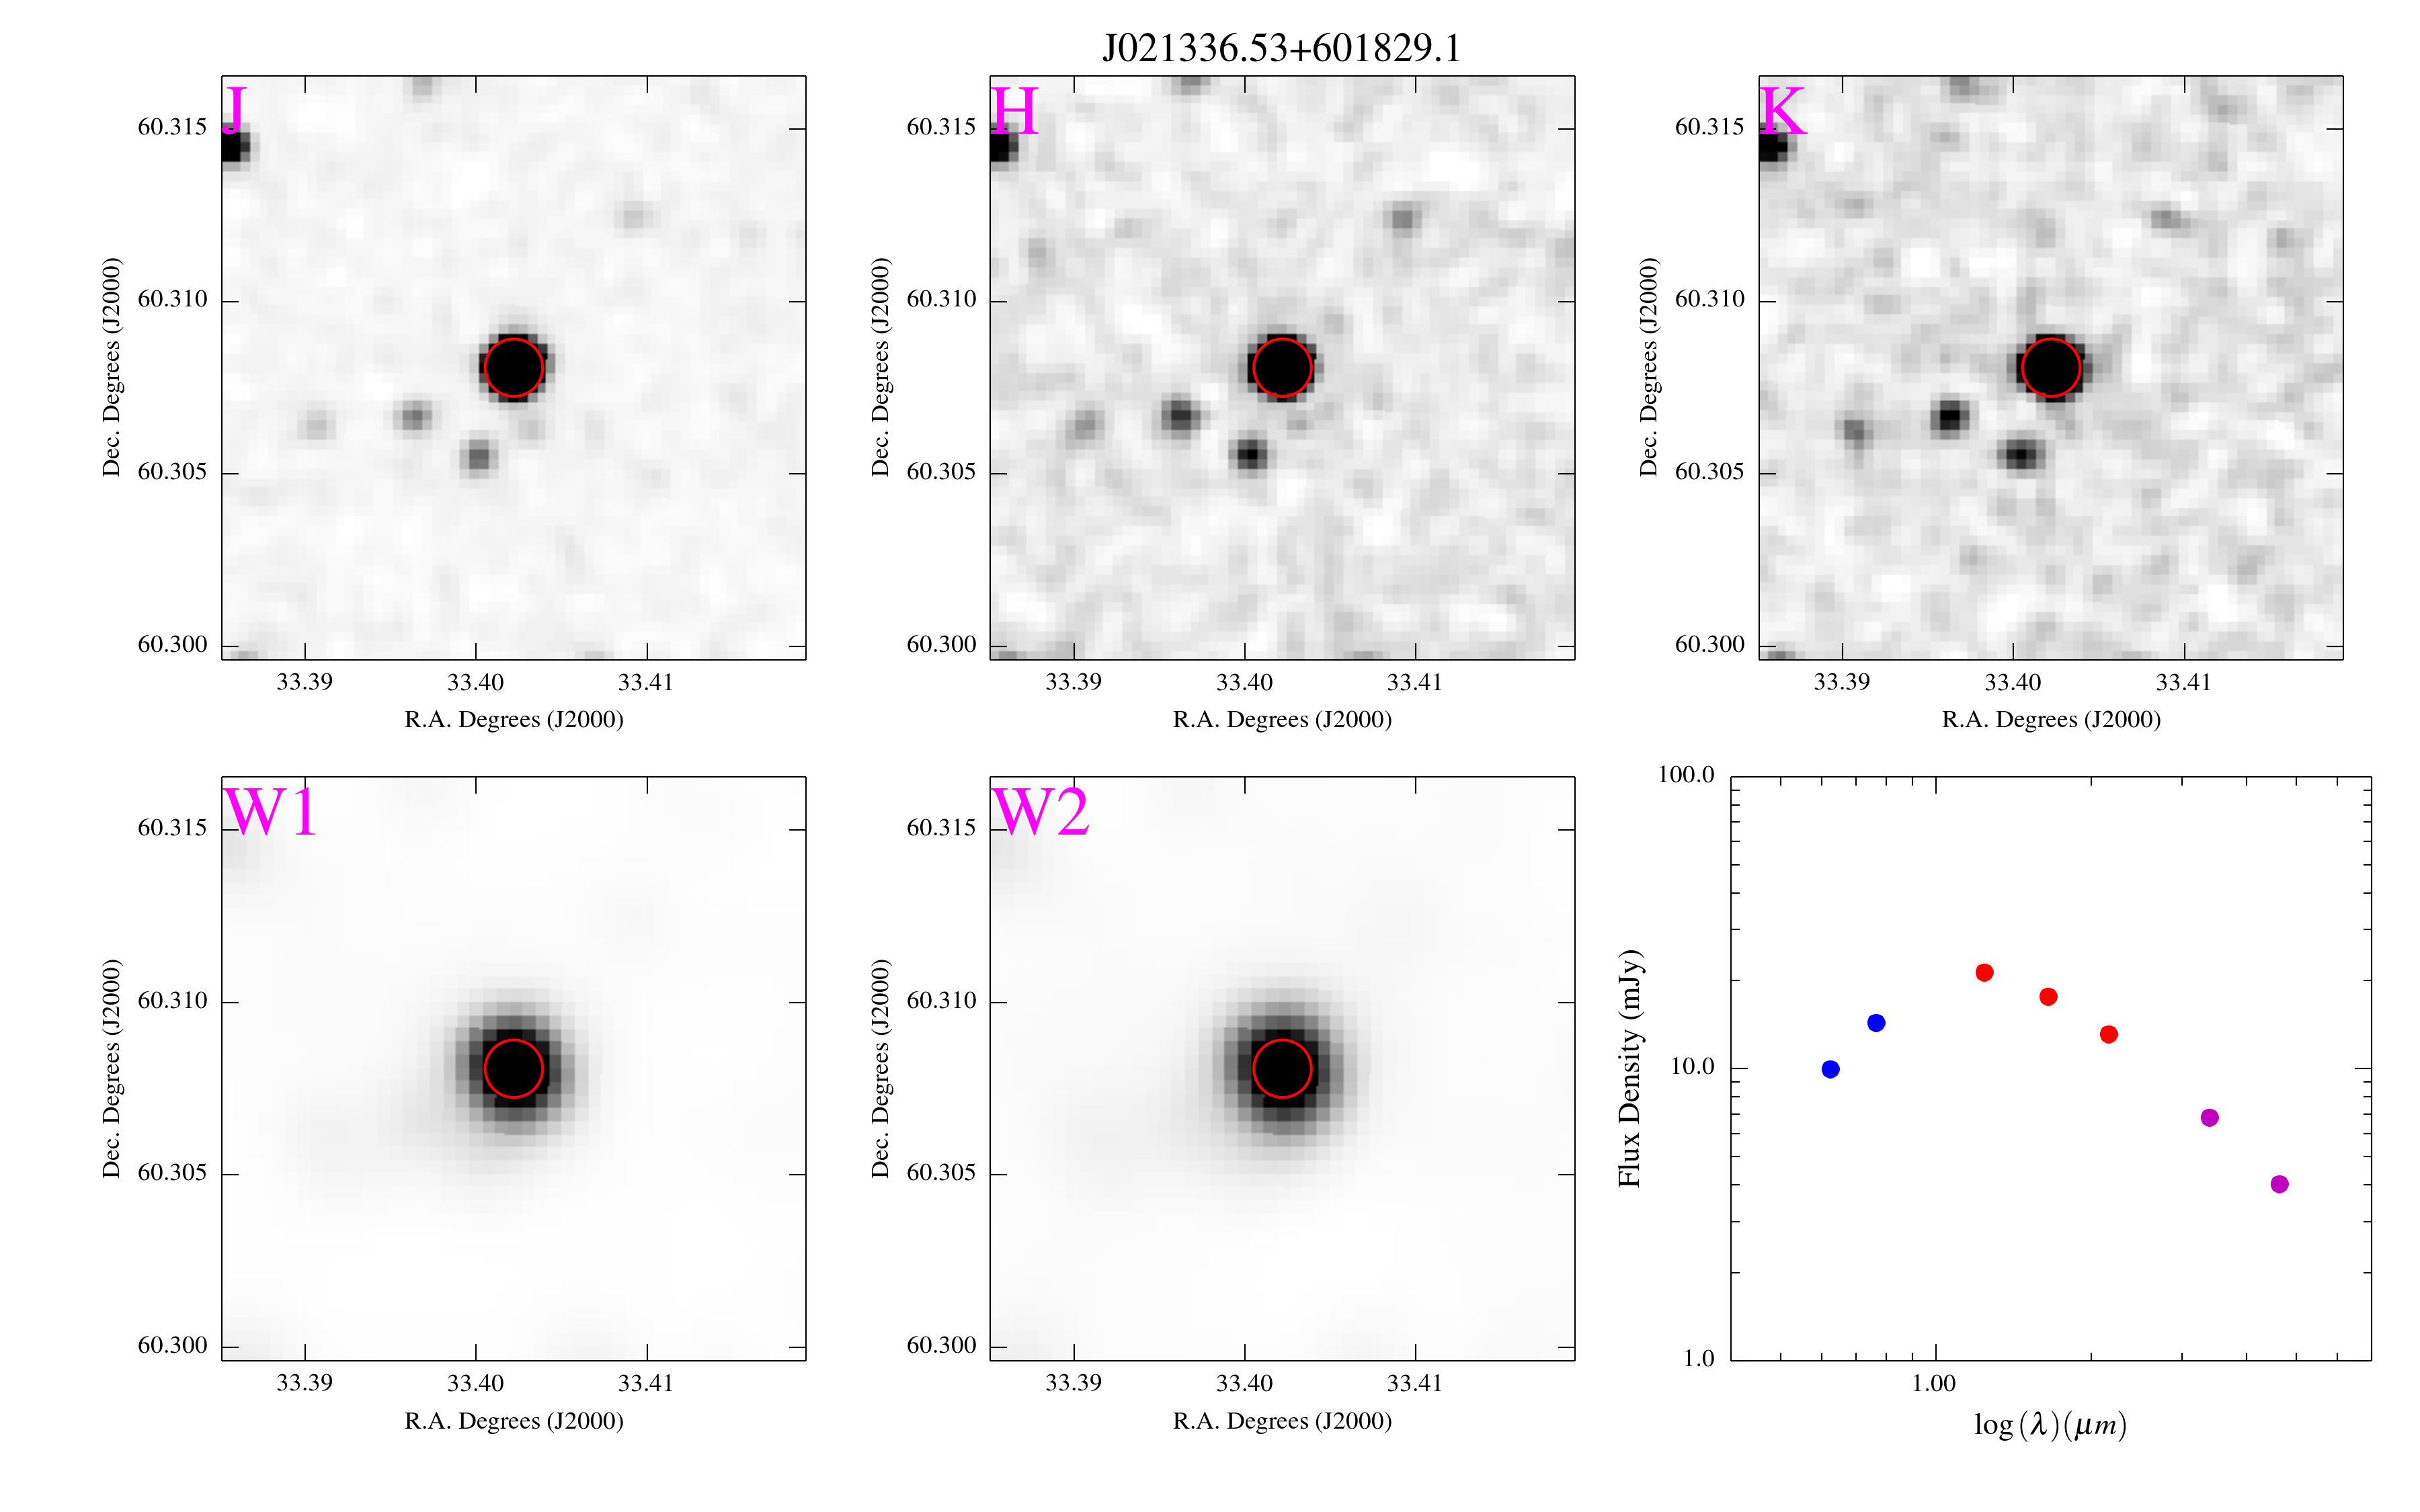 J021336.53+601829.1
J
60.315
60.310
60.305
60.300
Dec. Degrees (J2000)
33.39
33.40
33.41
R.A. Degrees (J2000)
H
60.315
60.310
60.305
60.300
Dec. Degrees (J2000)
33.39
33.40
33.41
R.A. Degrees (J2000)
K
60.315
60.310
60.305
60.300
Dec. Degrees (J2000)
33.39
33.40
33.41
R.A. Degrees (J2000)
W1
60.315
60.310
60.305
60.300
Dec. Degrees (J2000)
33.39
33.40
33.41
R.A. Degrees (J2000)
W2
60.315
60.310
60.305
60.300
Dec. Degrees (J2000)
33.39
33.40
33.41
R.A. Degrees (J2000)
100.0
10.0
1.0
Flux Density (mJy)
1.00
log (λ)(μm)